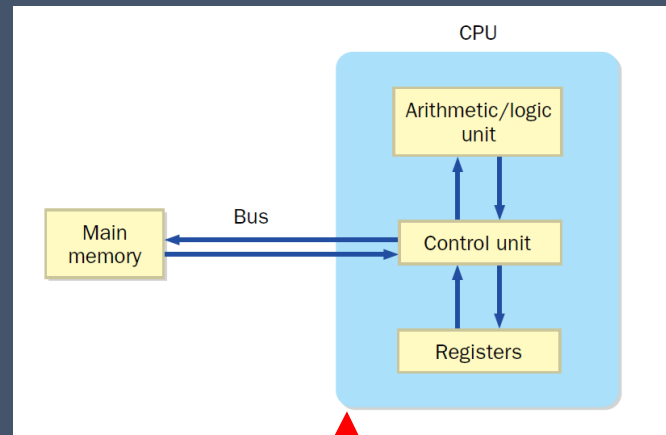 CPU
Arithmetic/logic
unit
Bus
Main
memory
Control unit
Registers